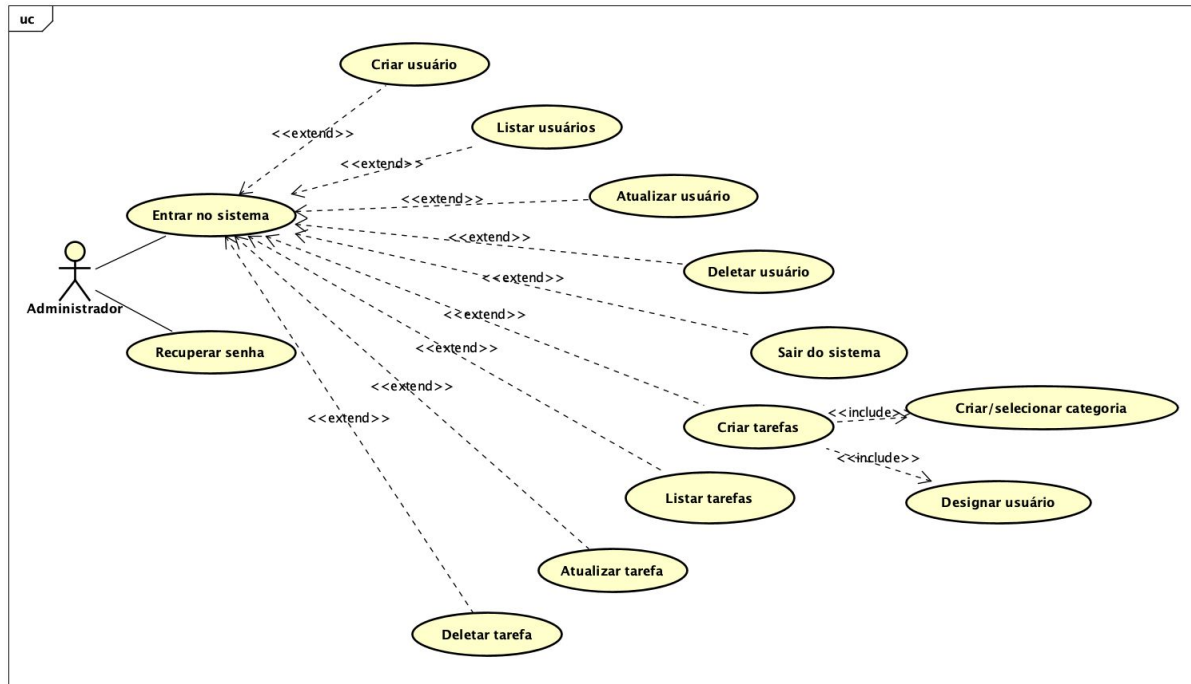 uc
Criar usuário
<<extend>>
Listar usuários
<<extend>>
Atualizar usuário
<<extend>>
Entrar no sistema
<<extend>>
Deletar usuário
<<extend>>
Administrador
<<extend>>
Recuperar senha
<<extend>>
Sair do sistema
<<extend>>
<<extend>>
Criar tarefas
<<include>>
Criar/selecionar categoria
<<include>>
Listar tarefas
Designar usuário
Atualizar tarefa
Deletar tarefa